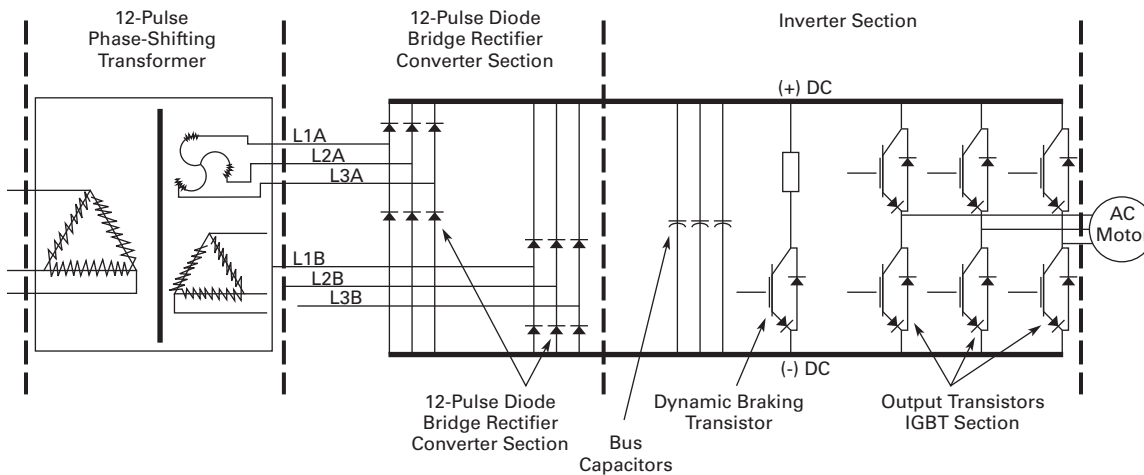 12-Pulse
Phase-Shifting
Transformer
12-Pulse Diode
Bridge Rectifier
Converter Section
Inverter Section
(+) DC
L1A
L2A
L3A
L1B
L2B
L3B
AC
Motor
(-) DC
12-Pulse Diode
Bridge Rectifier
Converter Section
Bus
Capacitors
Dynamic Braking
Transistor
Output Transistors
IGBT Section